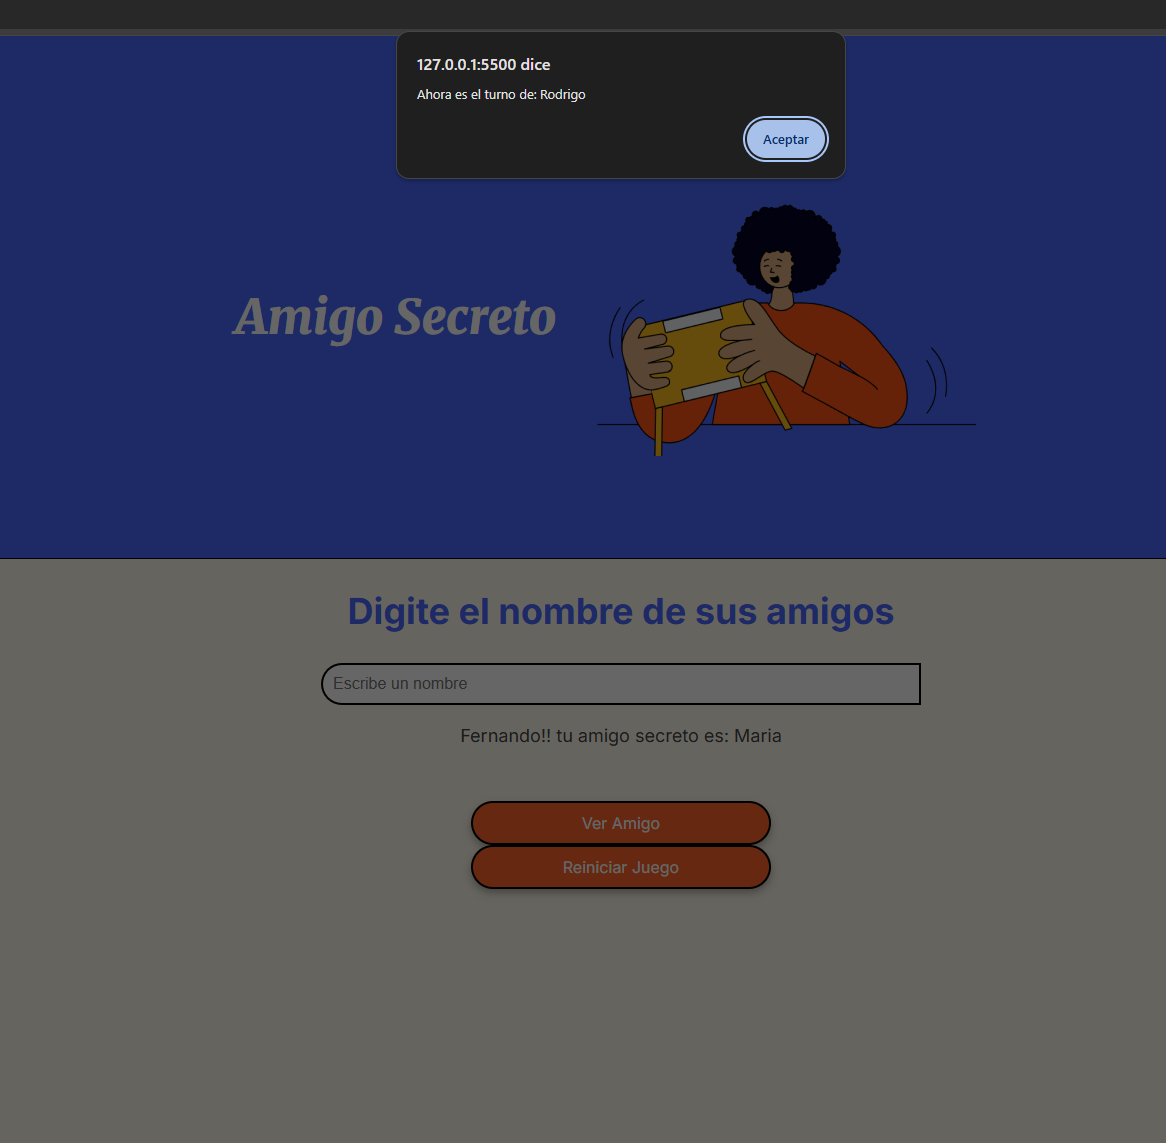 127.0.0.1:5500 dice
Ahora es el turno de: Rodrigo
Aceptar
Amigo Secreto
Digite el nombre de sus amigos
Escribe un nombre
Fernando!! tu amigo secreto es: Maria
Ver Amigo
Reiniciar Juego